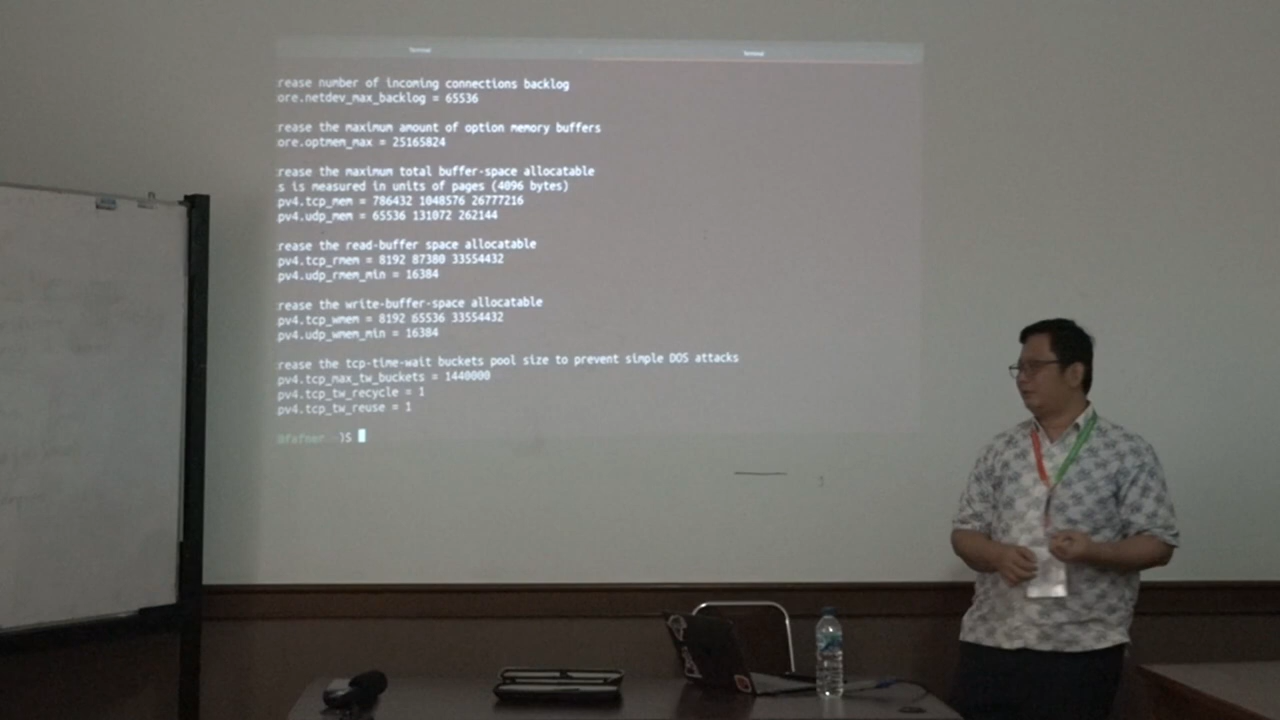 Terminal Terminal
rease number of incoming connections backlog
ore.netdev_max_backlog = 65536
rease the maximum amount of option memory buffers
ore.optmem_max = 25165824
rease the maximum total buffer-space allocatable
s is measured in units of pages (4096 bytes)
pv4.tcp_mem = 786432 1048576 26777216
pv4.udp_mem = 65536 131072 262144
rease the read-buffer space allocatable
pv4.tcp_rmem = 8192 87380 33554432
pv4.udp_rmem_min = 16384
rease the write-buffer-space allocatable
pv4.tcp_wmem = 8192 65536 33554432
pv4.udp_wmem_min = 16384
rease the tcp-time-wait buckets pool size to prevent simple DOS attacks
pv4.tcp_max_tw_buckets = 1440000
pv4.tcp_tw_recycle = 1
pv4.tcp_tw_reuse = 1
@fafner ~)$